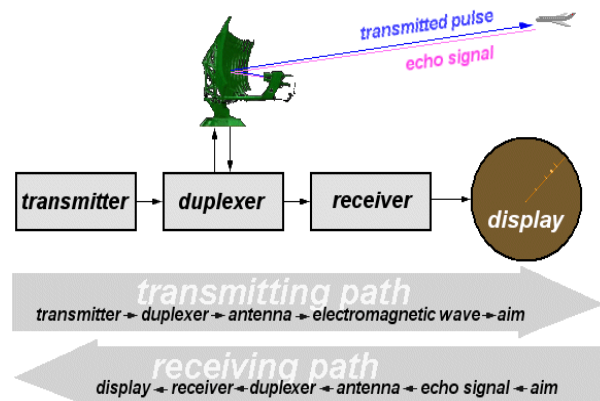 transmitted pulse
echo signal
transmitter
duplexer
receiver
display
transmitting path
transmitter duplexer antenna electromagnetic wave aim
receiving path
display receiver duplexer antenna echo signal aim